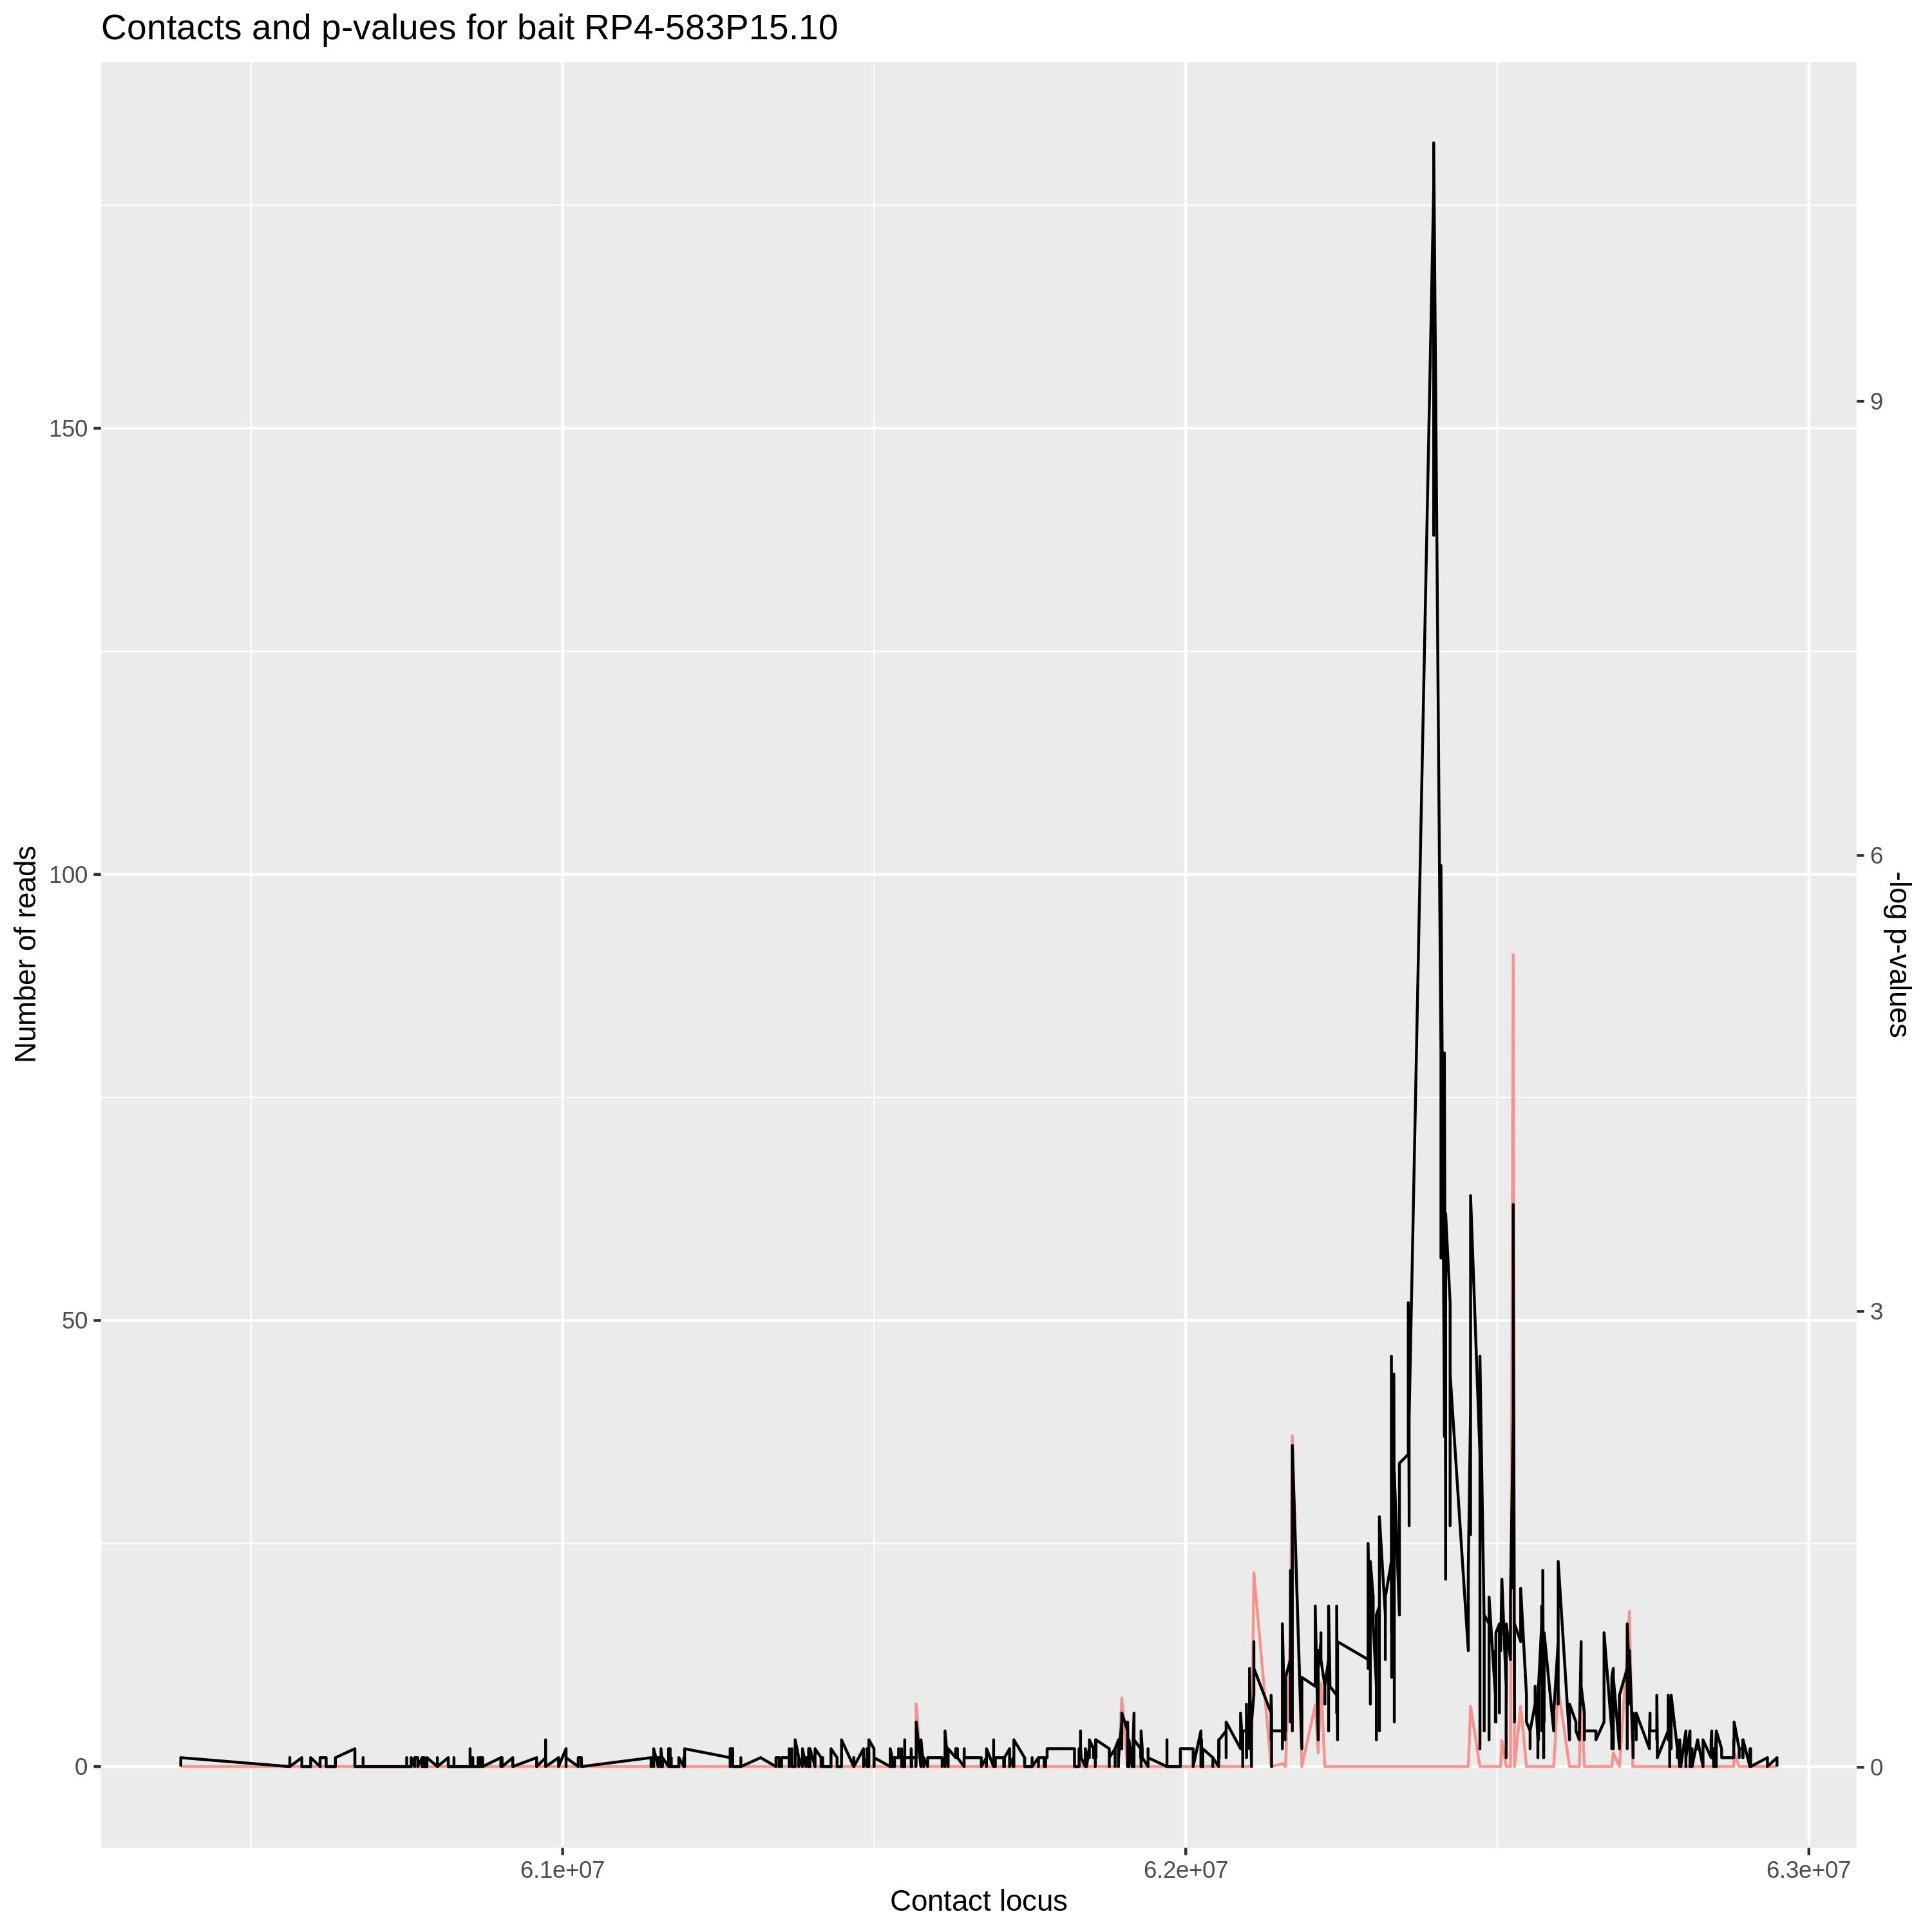 Contacts and p-values for bait RP4-583P15.10
150
100
50
0
Number of reads
9
6
3
0
-log p-values
6.1e+07
6.2e+07
6.3e+07
Contact locus